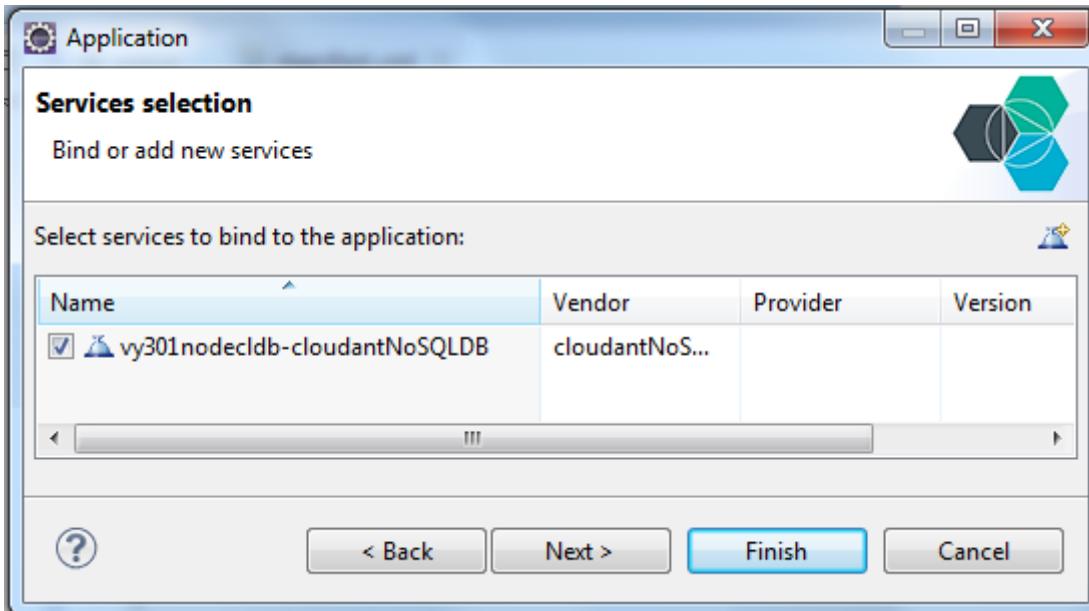 Application
Services selection
Bind or add new services
Select services to bind to the application:
Name Vendor Provider Version
vy301nodecldb-cloudantNoSQLDB cloudantNoS...
< Back Next > Finish Cancel